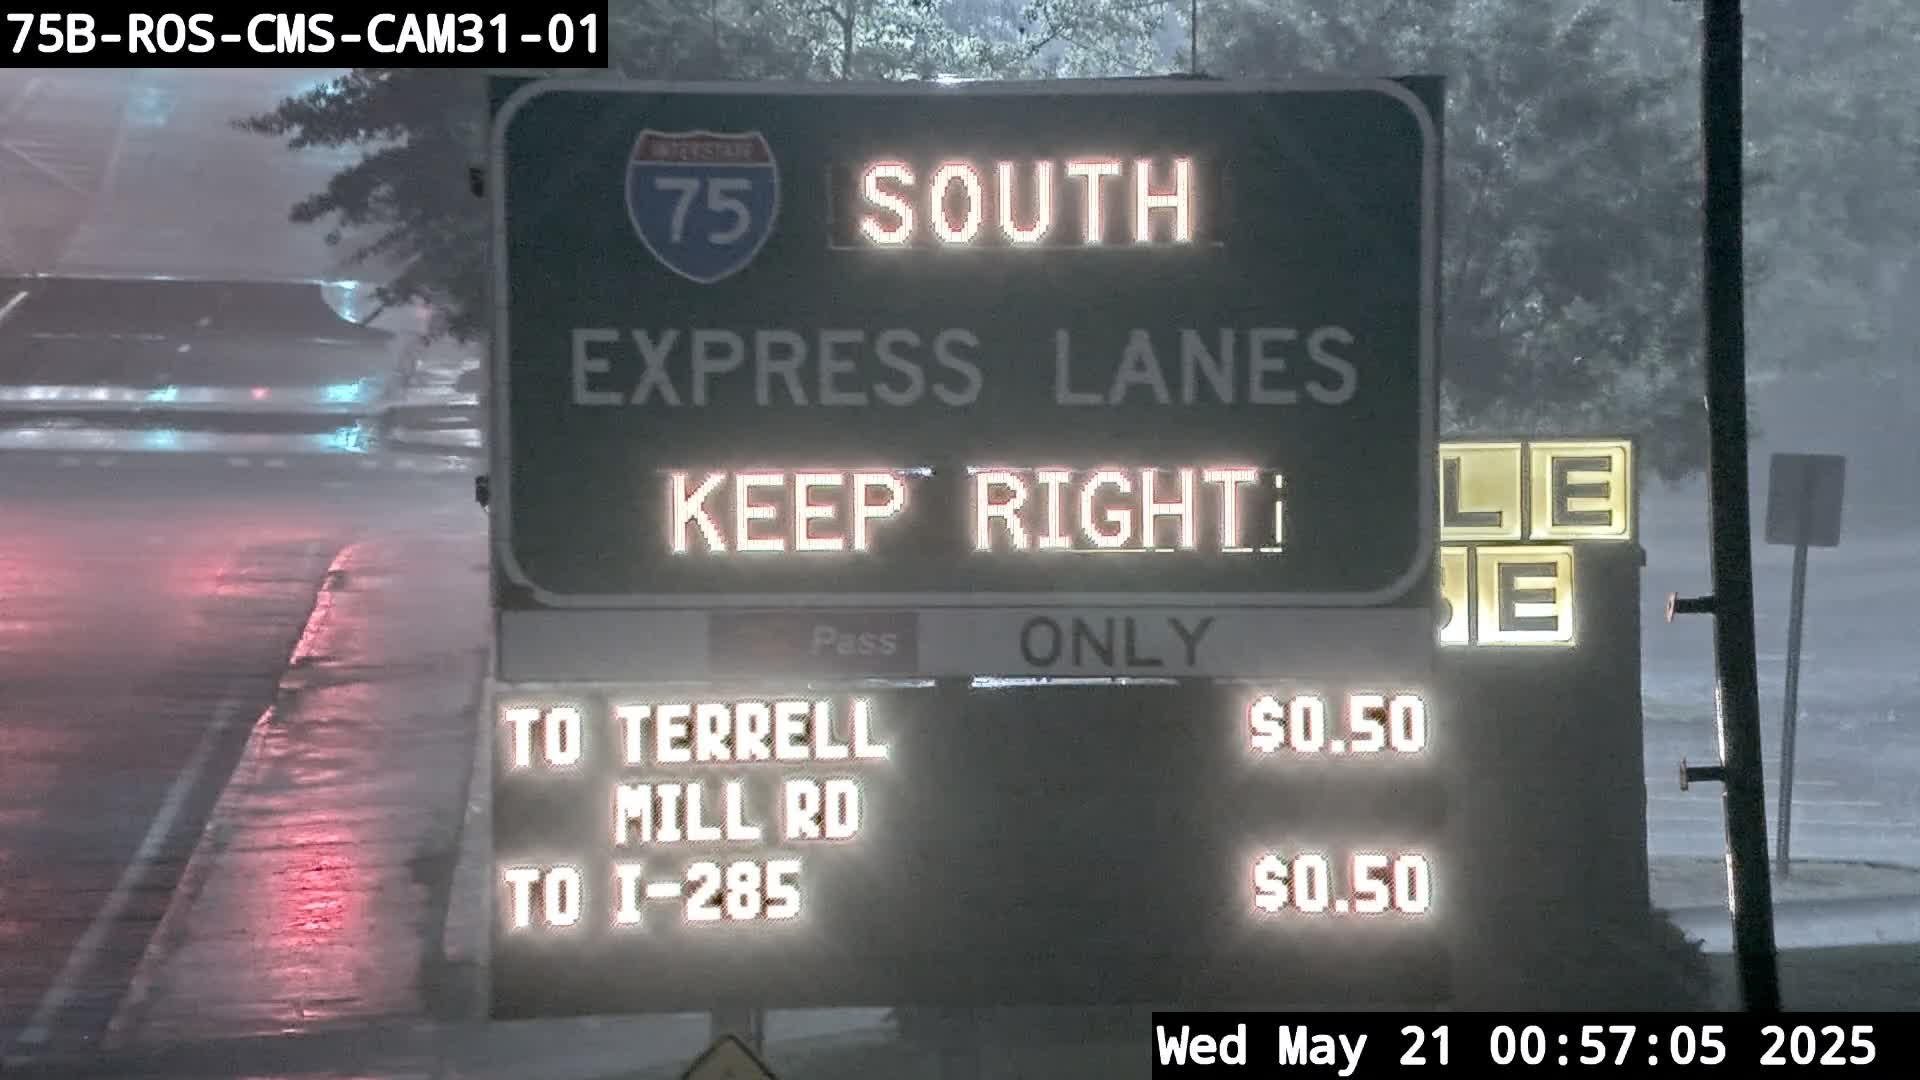 75B-ROS-CMS-CAM31-01
INTERSTATE
75
SOUTH
EXPRESS LANES
KEEP RIGHT
LE
E
Pass ONLY
TO TERRELL $0.50
MILL RD
TO I-285 $0.50
Wed May 21 00:57:05 2025